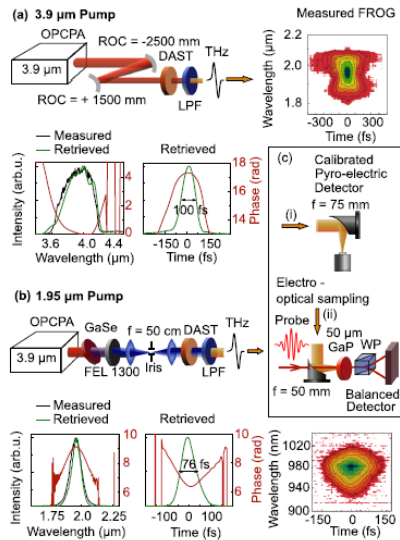 (a) 3.9 µm Pump
OPCPA
3.9 µm
ROC = -2500 mm
DAST
THz
ROC = + 1500 mm
LPF
Measured FROG
Wavelength (µm)
2.0
1.8
-300 0 300
Time (fs)
Measured
Retrieved
Retrieved
Intensity (arb.u.)
4
2
0
3.6 4.0 4.4
Wavelength (µm)
100 fs
18
16
14
Phase (rad)
-150 0 150
Time (fs)
(c)
Calibrated
Pyro-electric
Detector
f = 75 mm
(i)
Electro -
optical sampling
(ii)
Probe
50 µm
GaP
WP
f = 50 mm
Balanced
Detector
(b) 1.95 µm Pump
OPCPA
3.9 µm
GaSe
FEL 1300
f = 50 cm
Iris
DAST
LPF
THz
Measured
Retrieved
Retrieved
Intensity (arb.u.)
10
8
6
1.75 2.0 2.25
Wavelength (µm)
76 fs
10
8
6
Phase (rad)
-100 0 100
Time (fs)
Wavelength (nm)
1020
980
940
900
-150 0 150
Time (fs)